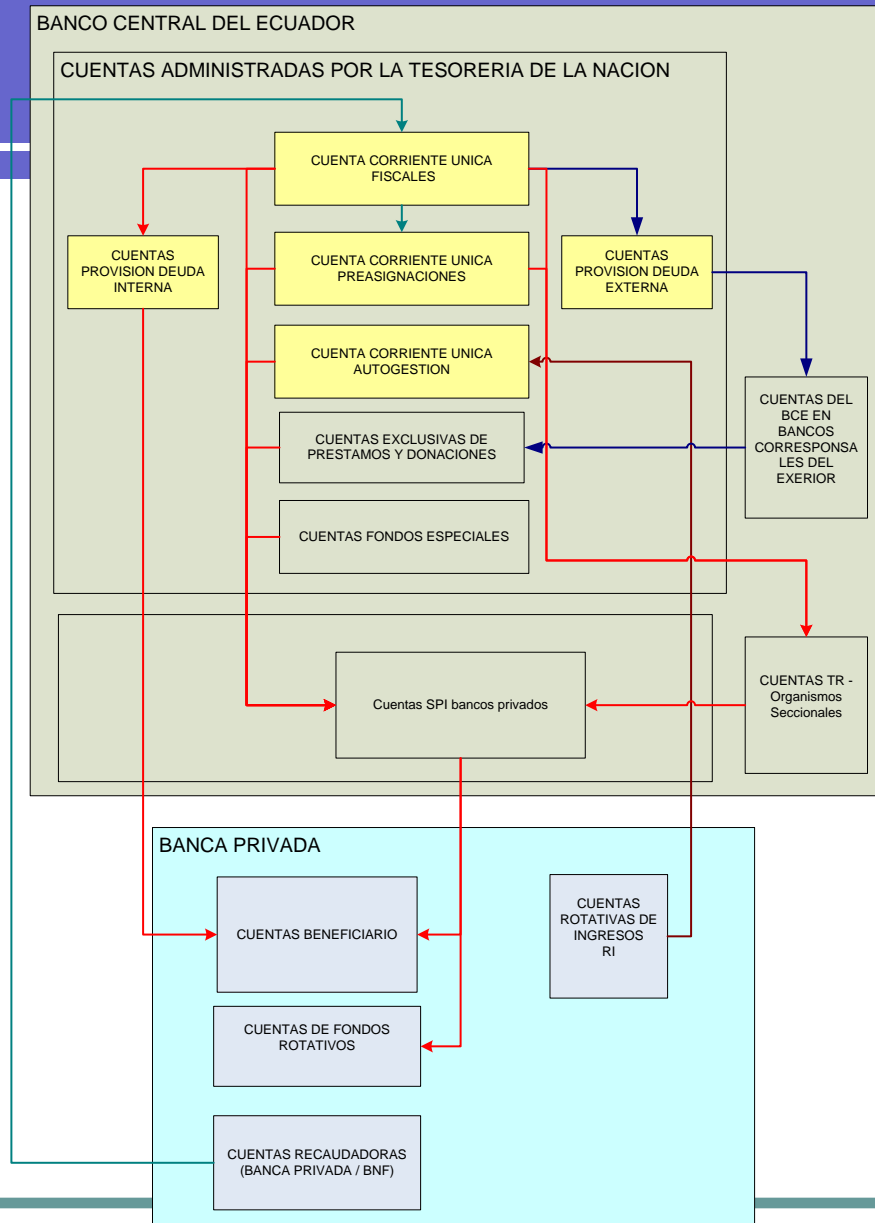 BANCO CENTRAL DEL ECUADOR
CUENTAS ADMINISTRADAS POR LA TESORERIA DE LA NACION
CUENTA CORRIENTE UNICA
FISCALES
CUENTAS
PROVISION DEUDA
INTERNA
CUENTA CORRIENTE UNICA
PREASIGNACIONES
CUENTAS
PROVISION DEUDA
EXTERNA
CUENTA CORRIENTE UNICA
AUTOGESTION
CUENTAS DEL
BCE EN
BANCOS
CORRESPONSA
LES DEL
EXERIOR
CUENTAS EXCLUSIVAS DE
PRESTAMOS Y DONACIONES
CUENTAS FONDOS ESPECIALES
Cuentas SPI bancos privados
CUENTAS TR -
Organismos
Seccionales
BANCA PRIVADA
CUENTAS BENEFICIARIO
CUENTAS
ROTATIVAS DE
INGRESOS
RI
CUENTAS DE FONDOS
ROTATIVOS
CUENTAS RECAUDADORAS
(BANCA PRIVADA / BNF)